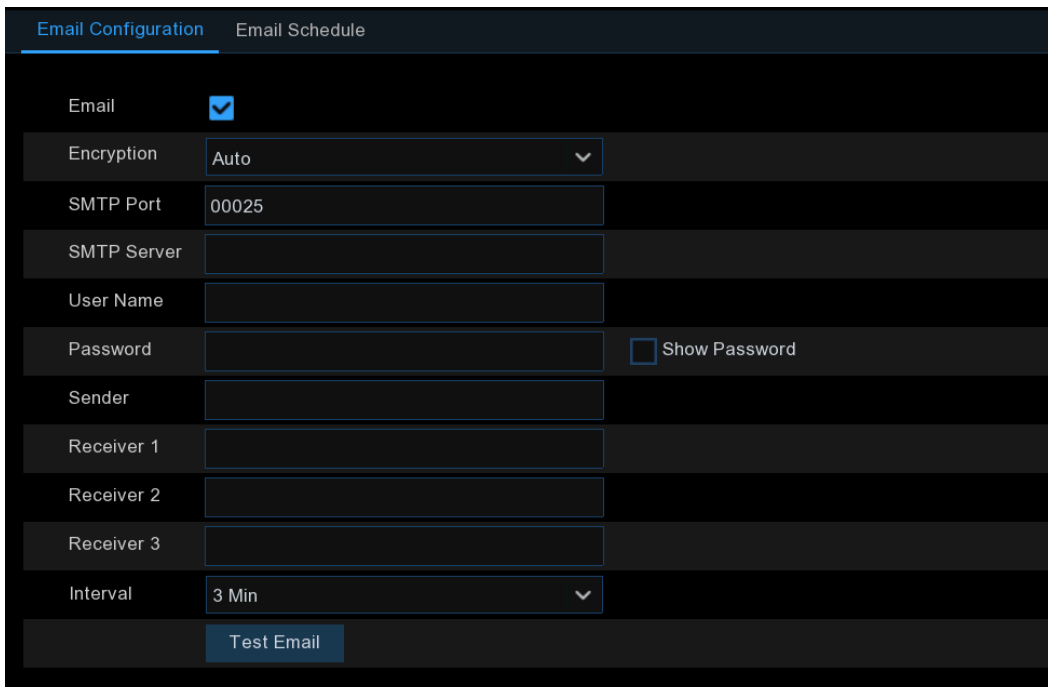 Email Configuration Email Schedule
Email
Encryption Auto
SMTP Port 00025
SMTP Server
User Name
Password Show Password
Sender
Receiver 1
Receiver 2
Receiver 3
Interval 3 Min
Test Email